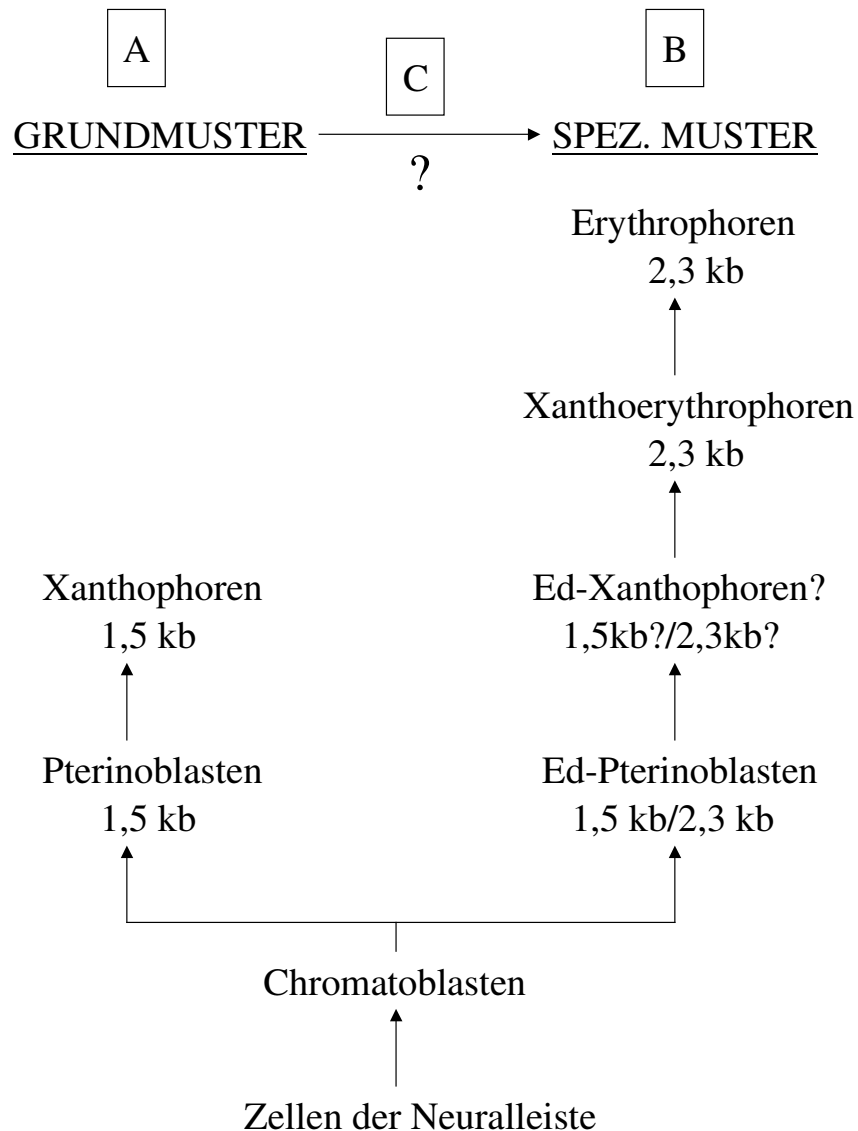 A
B
C
GRUNDMUSTER
SPEZ. MUSTER
?
Erythrophoren
2,3 kb
Xanthoerythrophoren
2,3 kb
Xanthophoren
1,5 kb
Ed-Xanthophoren?
1,5kb?/2,3kb?
Pterinoblasten
1,5 kb
Ed-Pterinoblasten
1,5 kb/2,3 kb
Chromatoblasten
Zellen der Neuralleiste